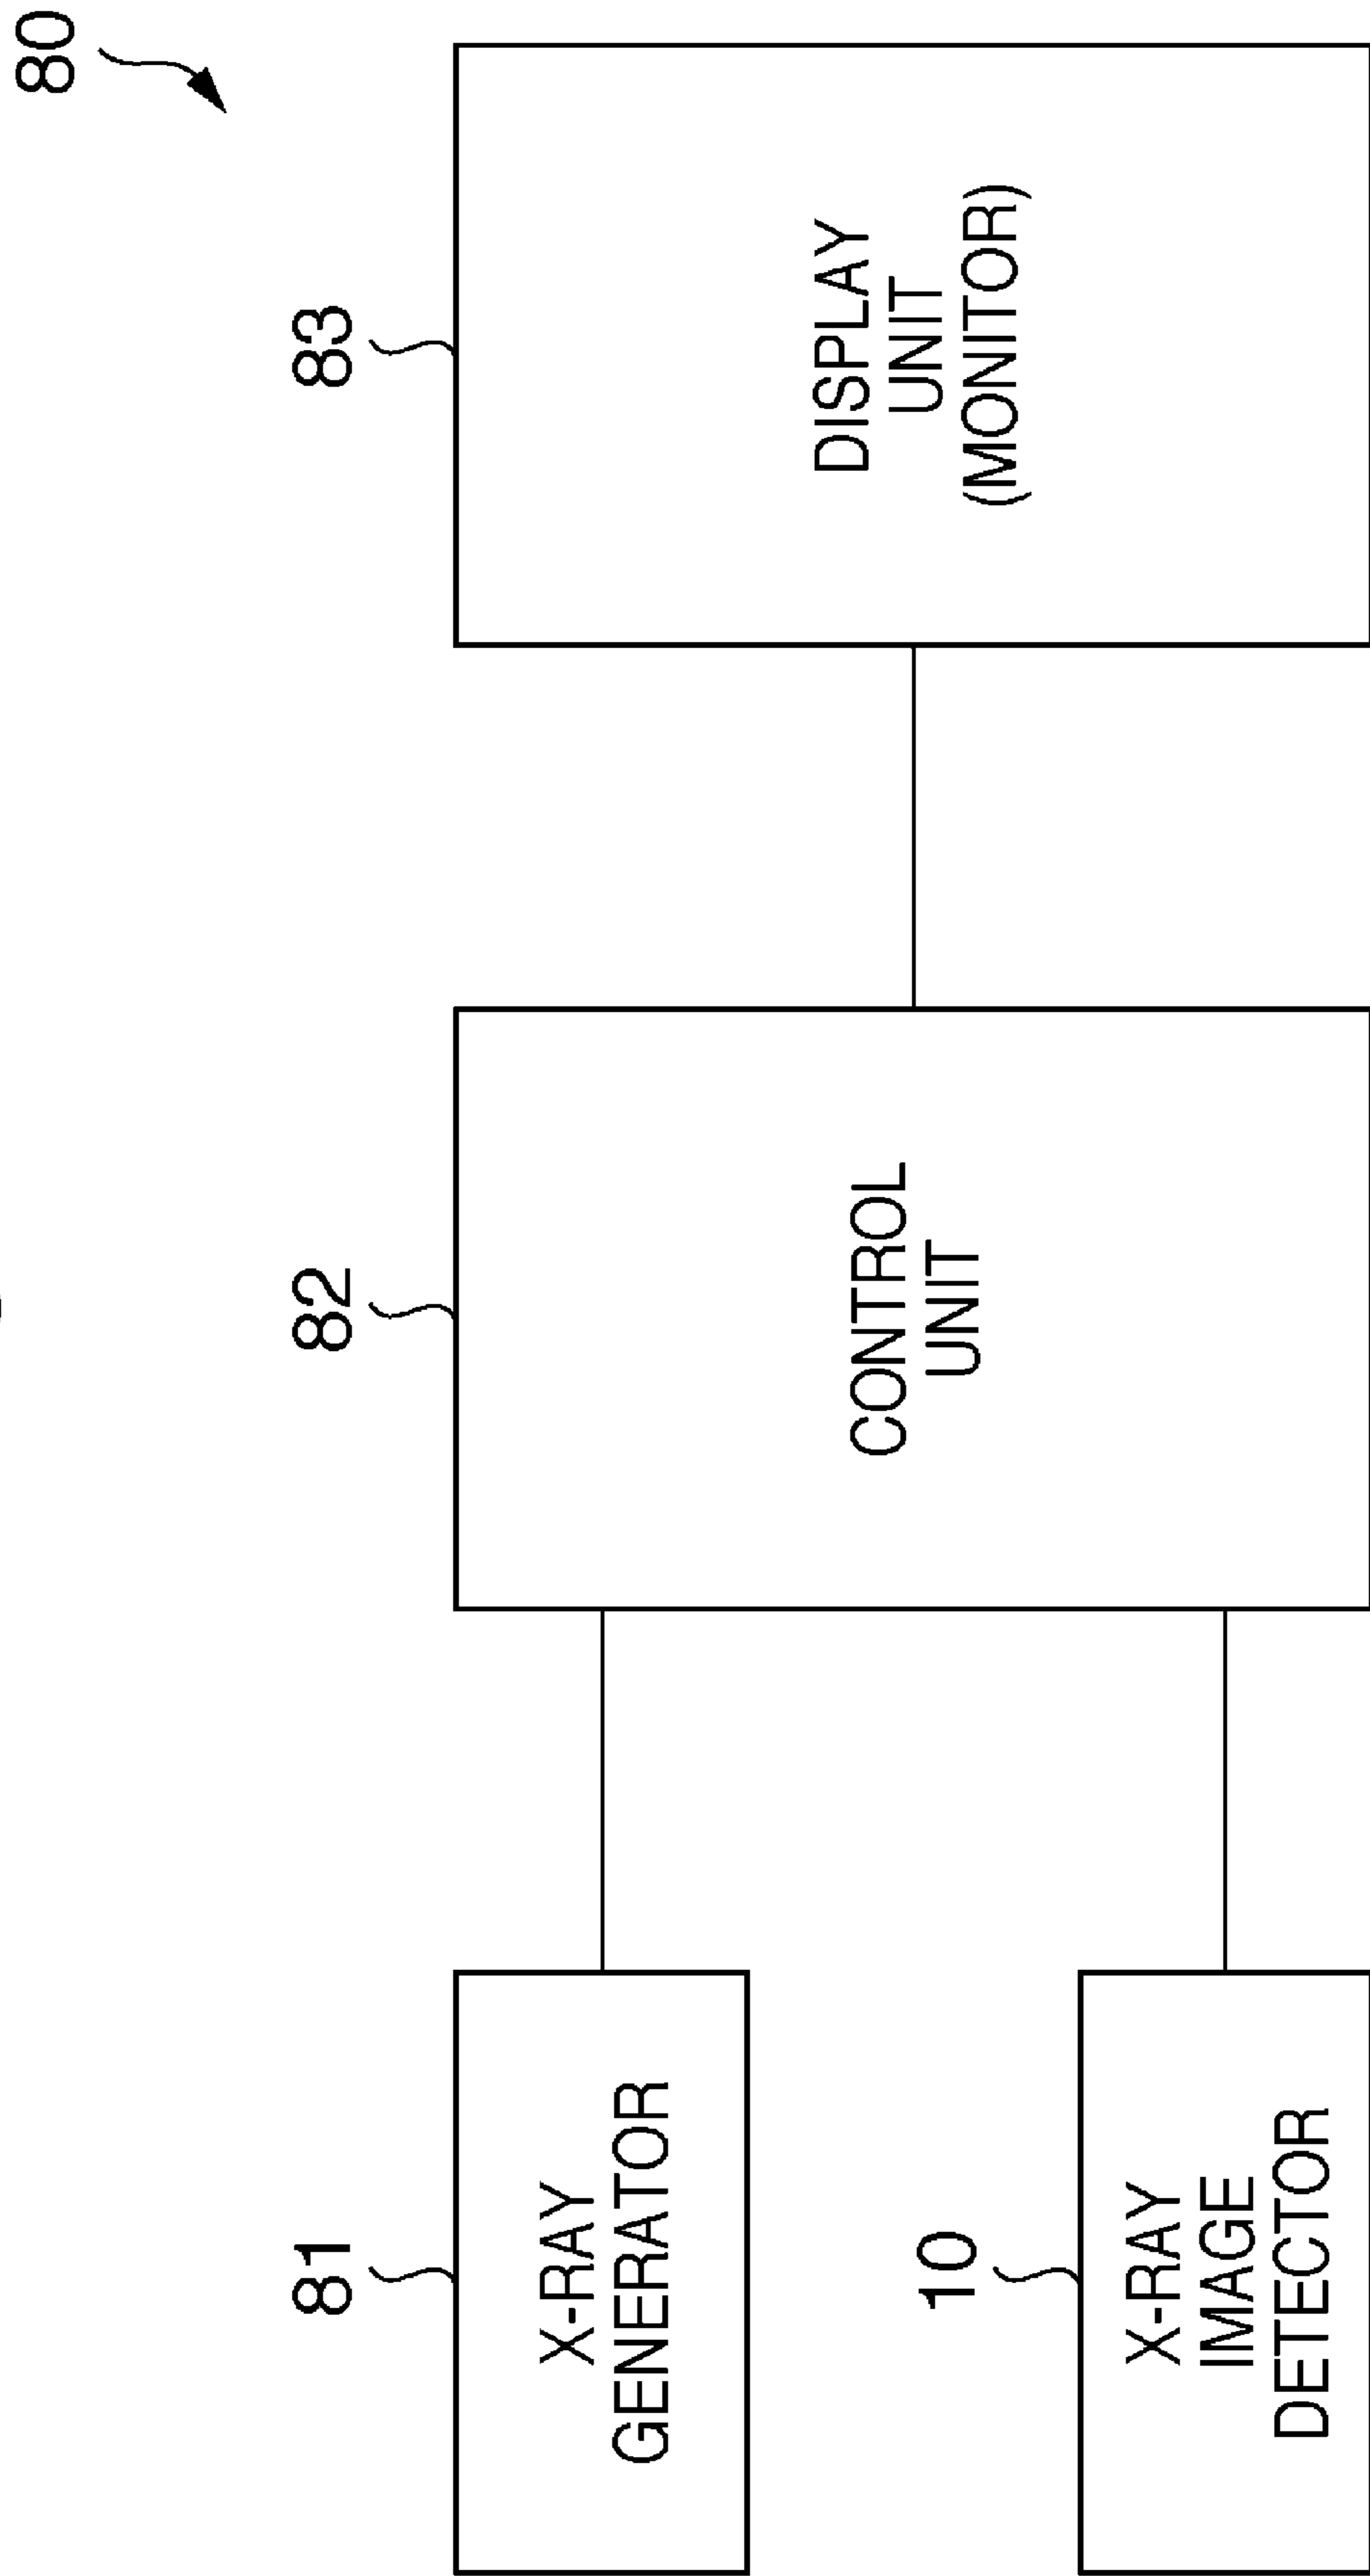 80
81
X-RAY
GENERATOR
82
CONTROL
UNIT
83
DISPLAY
UNIT
(MONITOR)
10
X-RAY
IMAGE
DETECTOR